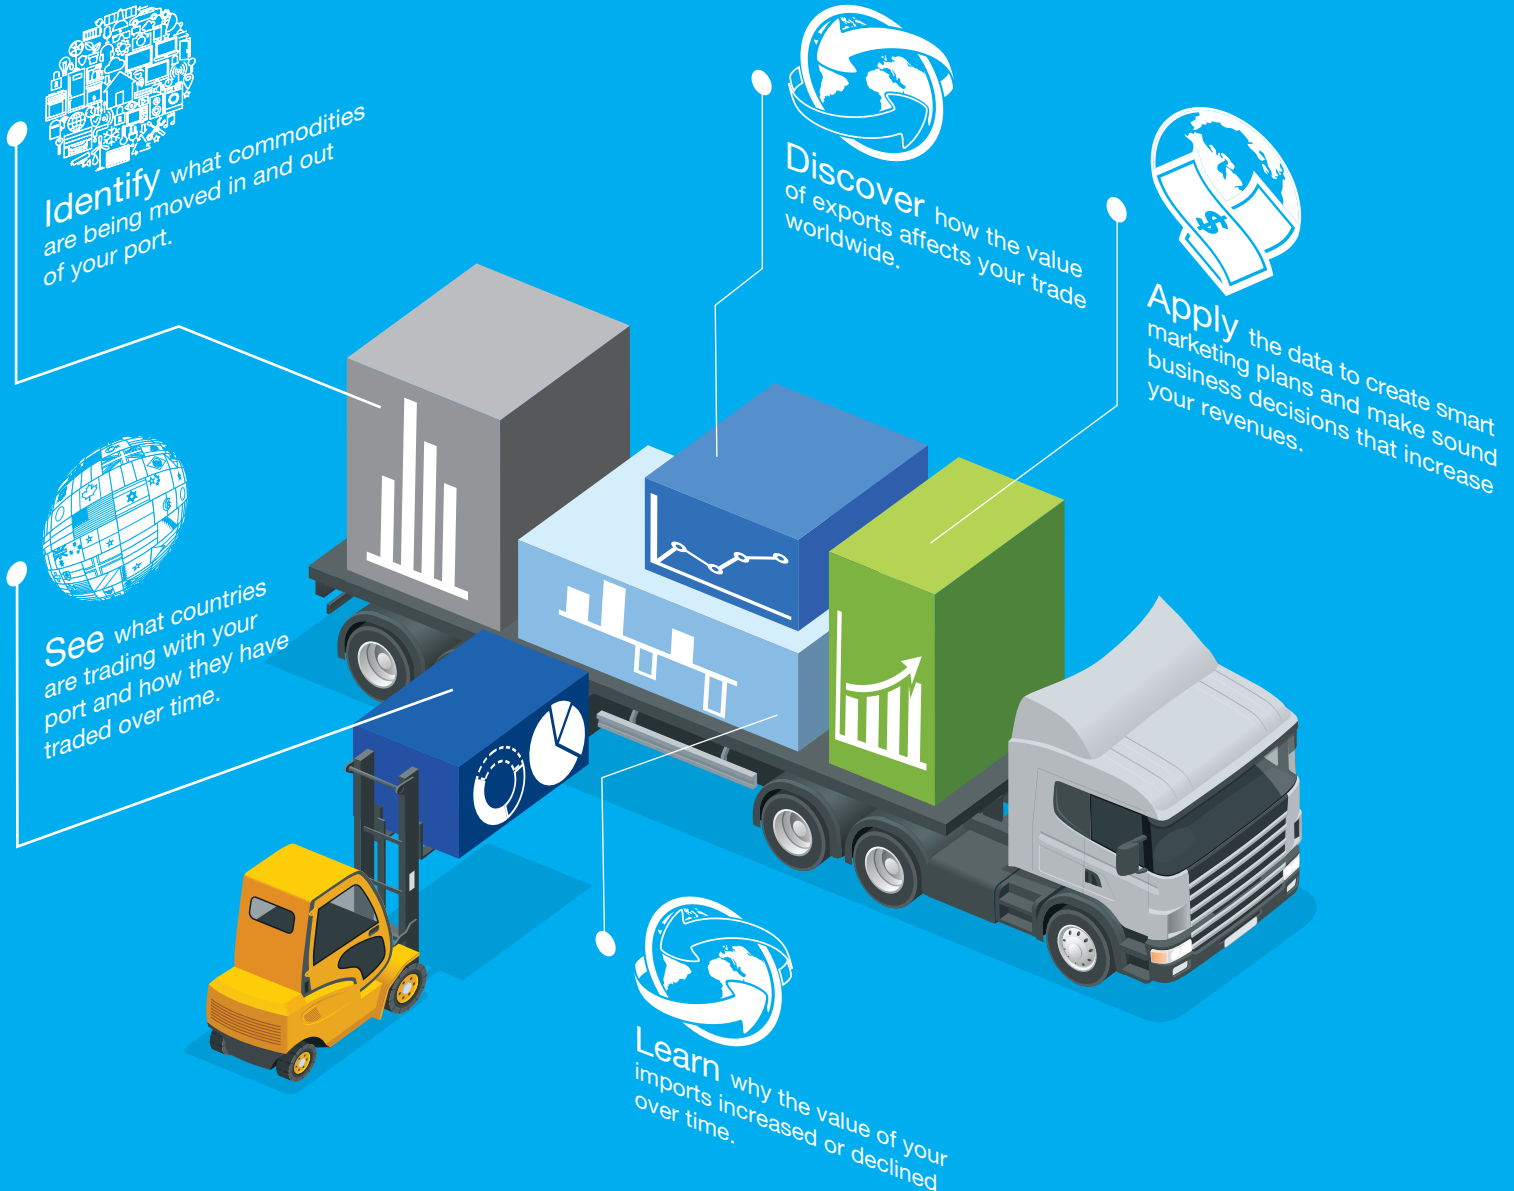 Identify what commodities
are being moved in and out
of your port.
Discover how the value
of exports affects your trade
worldwide.
$
Apply the data to create smart
marketing plans and make sound
business decisions that increase
your revenues.
See what countries
are trading with your
port and how they have
traded over time.
Learn why the value of your
imports increased or declined
over time.